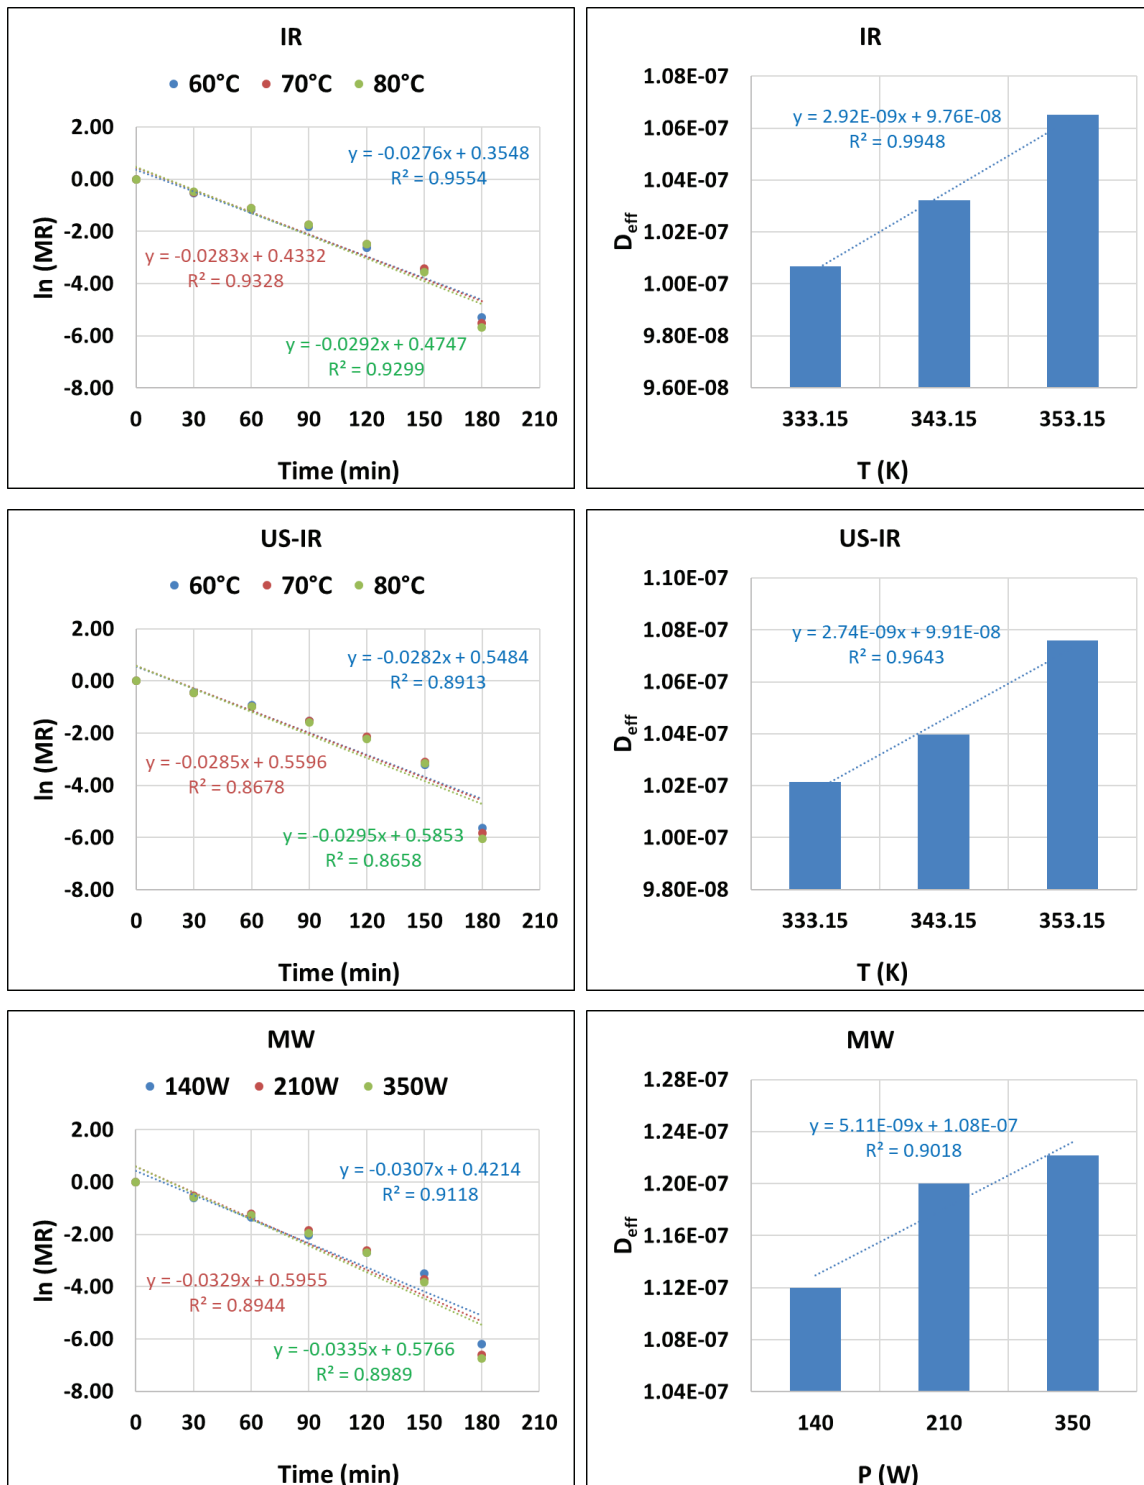 IR
60°C 70°C 80°C
2.00
0.00
-2.00
-4.00
-6.00
-8.00
ln (MR)
y = -0.0276x + 0.3548
R² = 0.9554
y = -0.0283x + 0.4332
R² = 0.9328
y = -0.0292x + 0.4747
R² = 0.9299
0 30 60 90 120 150 180 210
Time (min)
IR
1.08E-07
1.06E-07
1.04E-07
1.02E-07
1.00E-07
9.80E-08
9.60E-08
Deff
y = 2.92E-09x + 9.76E-08
R² = 0.9948
333.15 343.15 353.15
T (K)
US-IR
60°C 70°C 80°C
2.00
0.00
-2.00
-4.00
-6.00
-8.00
ln (MR)
y = -0.0282x + 0.5484
R² = 0.8913
y = -0.0285x + 0.5596
R² = 0.8678
y = -0.0295x + 0.5853
R² = 0.8658
0 30 60 90 120 150 180 210
Time (min)
US-IR
1.10E-07
1.08E-07
1.06E-07
1.04E-07
1.02E-07
1.00E-07
9.80E-08
Deff
y = 2.74E-09x + 9.91E-08
R² = 0.9643
333.15 343.15 353.15
T (K)
MW
140W 210W 350W
2.00
0.00
-2.00
-4.00
-6.00
-8.00
ln (MR)
y = -0.0307x + 0.4214
R² = 0.9118
y = -0.0329x + 0.5955
R² = 0.8944
y = -0.0335x + 0.5766
R² = 0.8989
0 30 60 90 120 150 180 210
Time (min)
MW
1.28E-07
1.24E-07
1.20E-07
1.16E-07
1.12E-07
1.08E-07
1.04E-07
Deff
y = 5.11E-09x + 1.08E-07
R² = 0.9018
140 210 350
P (W)